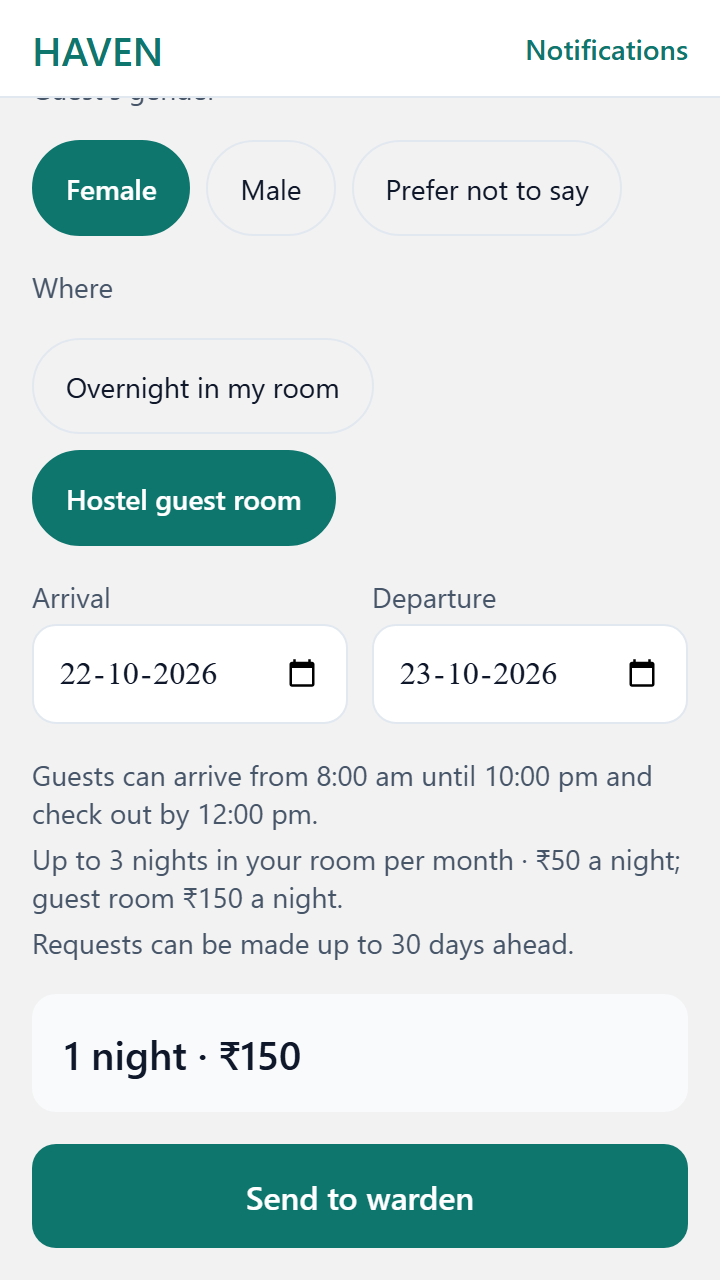 HAVEN
Notifications
Guest's gender
Female
Male
Prefer not to say
Where
Overnight in my room
Hostel guest room
Arrival
Departure
22-10-2026
23-10-2026
Guests can arrive from 8:00 am until 10:00 pm and
check out by 12:00 pm.
Up to 3 nights in your room per month · ₹50 a night;
guest room ₹150 a night.
Requests can be made up to 30 days ahead.
1 night · ₹150
Send to warden